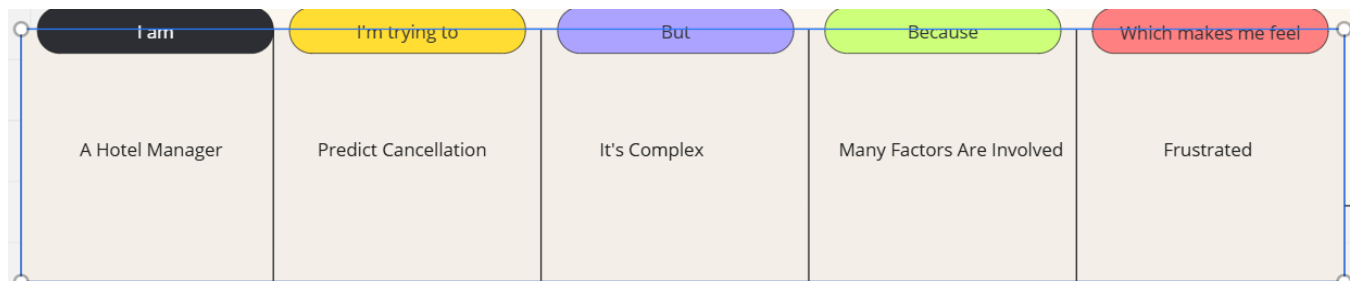 I am
I'm trying to
But
Because
Which makes me feel
A Hotel Manager
Predict Cancellation
It's Complex
Many Factors Are Involved
Frustrated